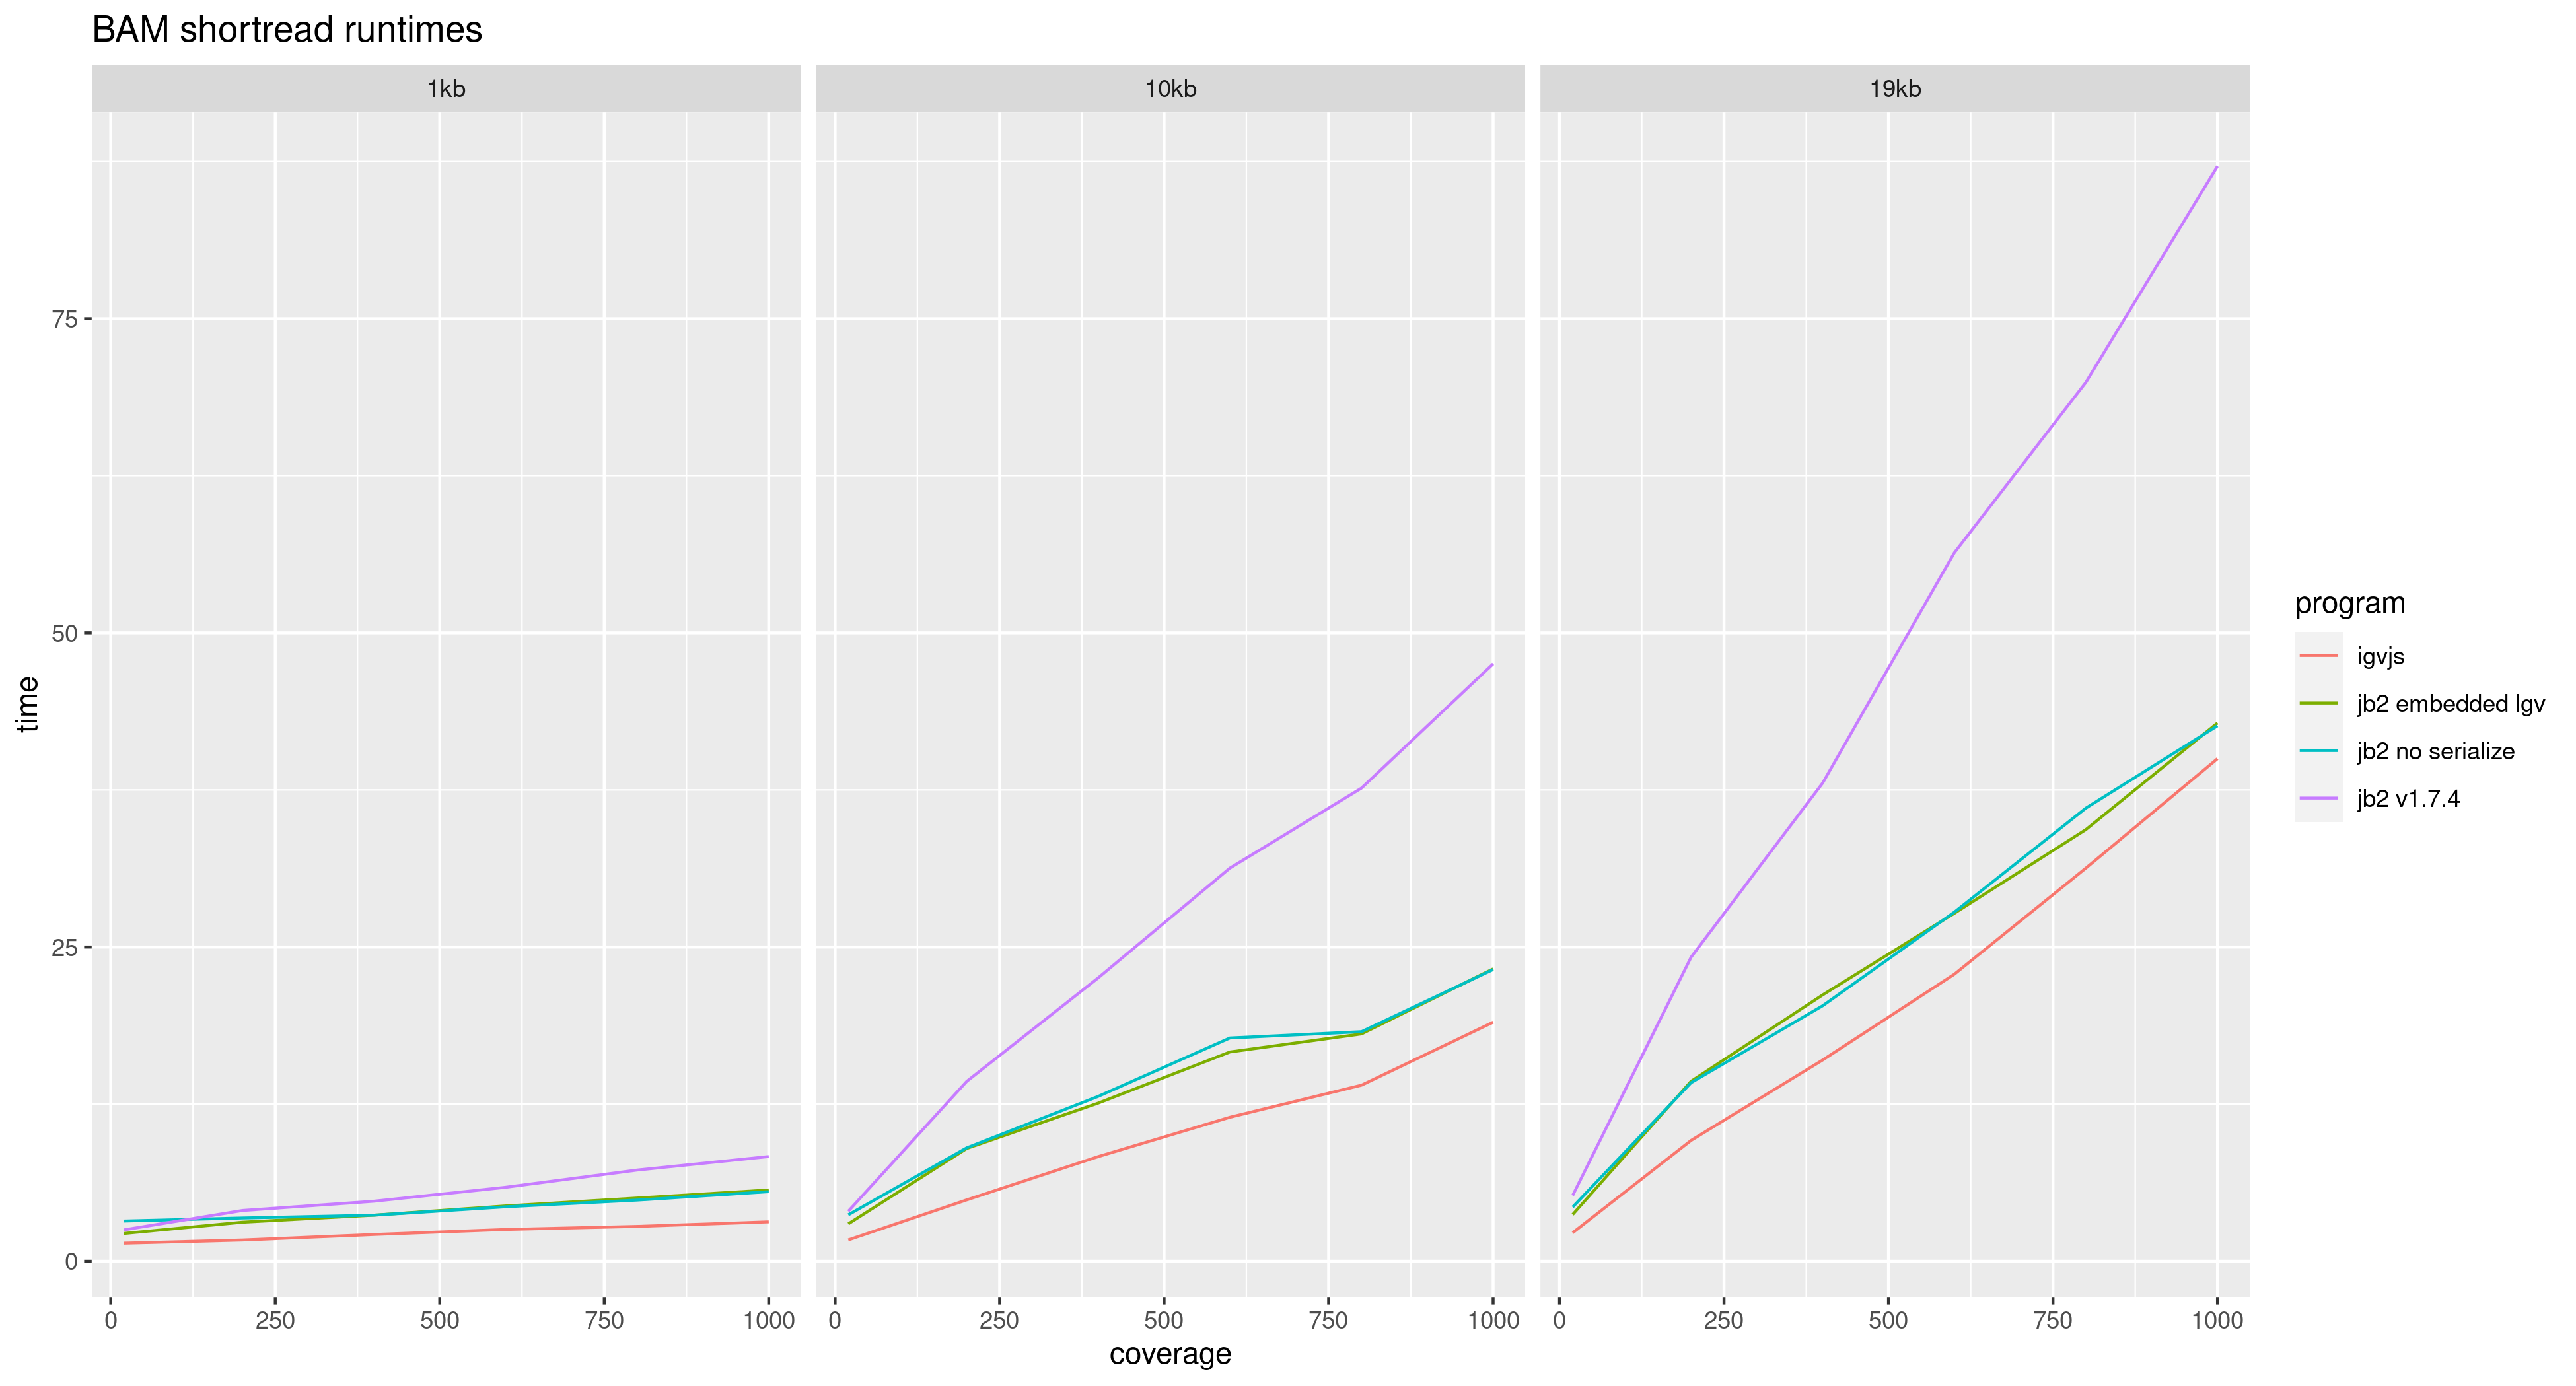 BAM shortread runtimes
1kb
10kb
19kb
75
50
25
0
time
0 250 500 750 1000
0 250 500 750 1000
0 250 500 750 1000
coverage
program
igvjs
jb2 embedded lgv
jb2 no serialize
jb2 v1.7.4